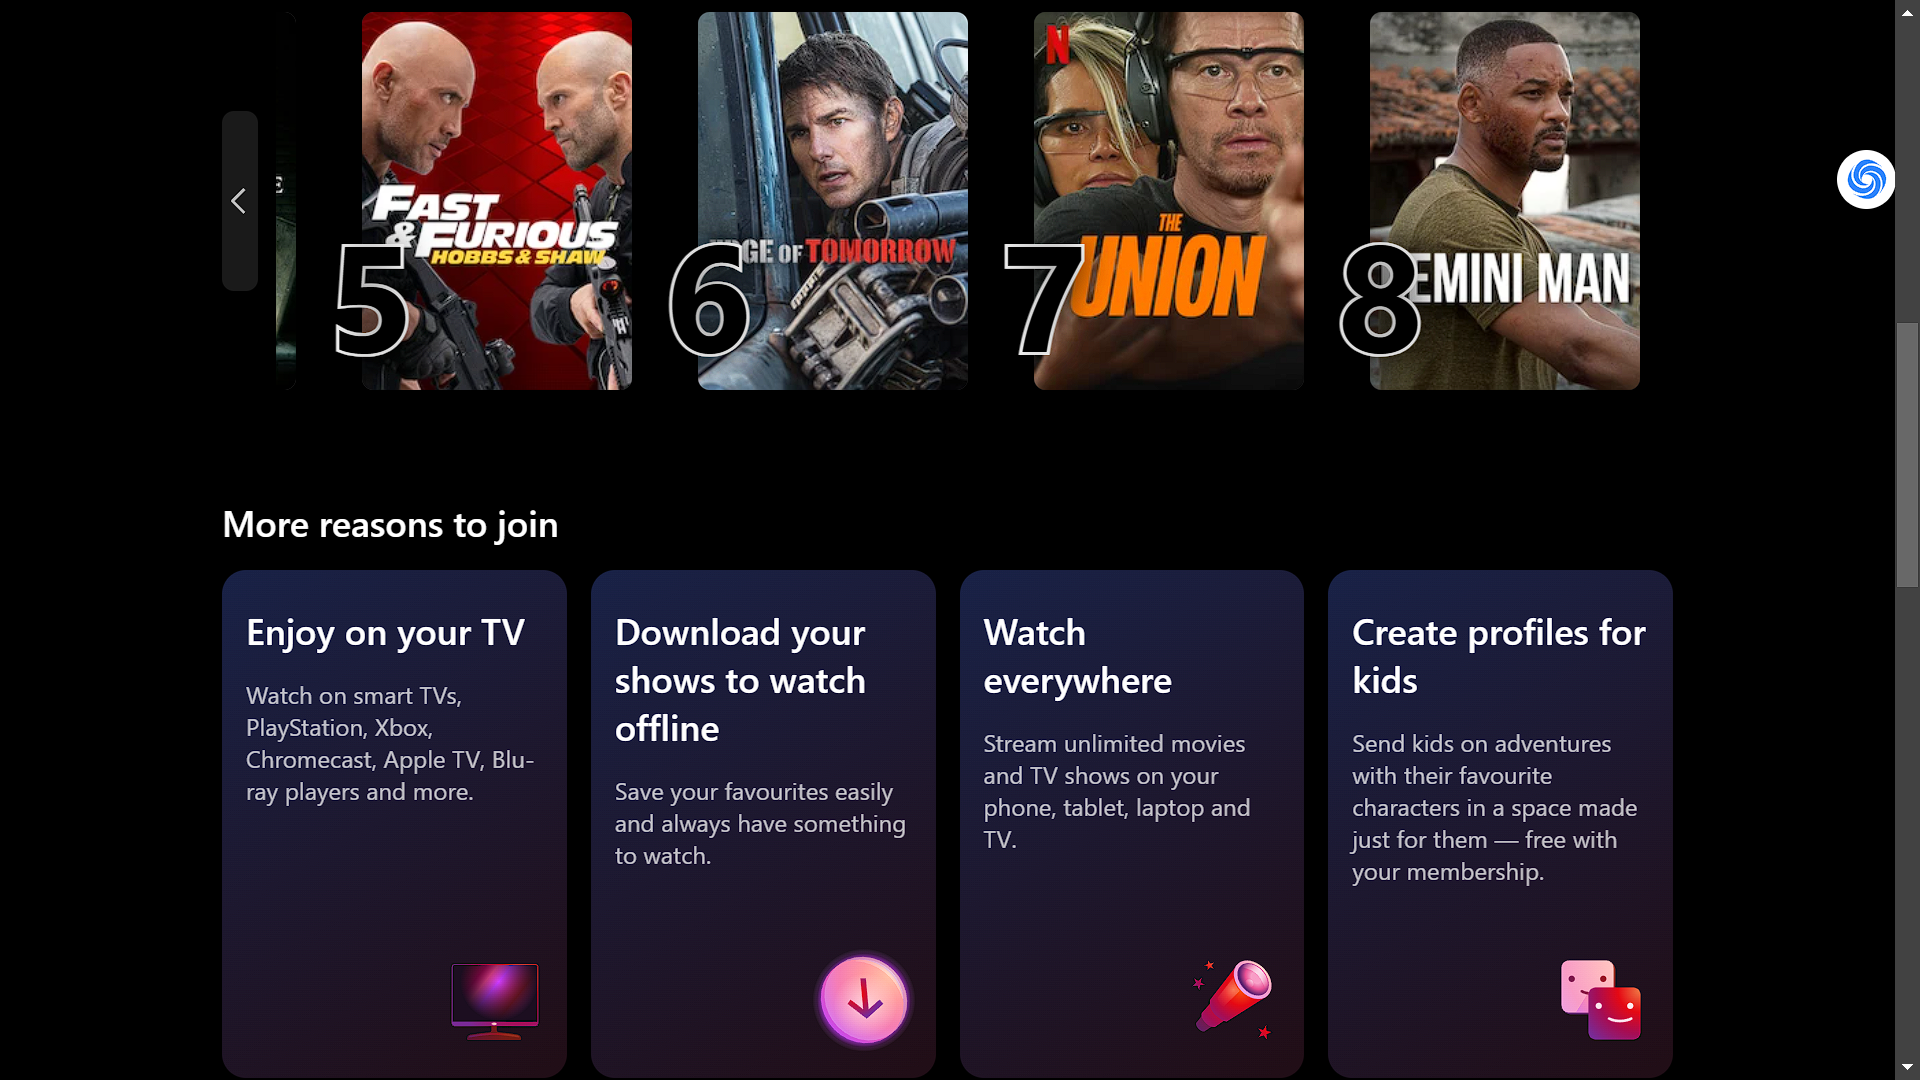 N
FAST
& FURIOUS
HOBBS & SHAW
GE OF TOMORROW
THE
UNION
EMINI MAN
5
6
7
8
More reasons to join
Enjoy on your TV
Watch on smart TVs,
PlayStation, Xbox,
Chromecast, Apple TV, Blu-
ray players and more.
Download your
shows to watch
offline
Save your favourites easily
and always have something
to watch.
Watch
everywhere
Stream unlimited movies
and TV shows on your
phone, tablet, laptop and
TV.
Create profiles for
kids
Send kids on adventures
with their favourite
characters in a space made
just for them — free with
your membership.